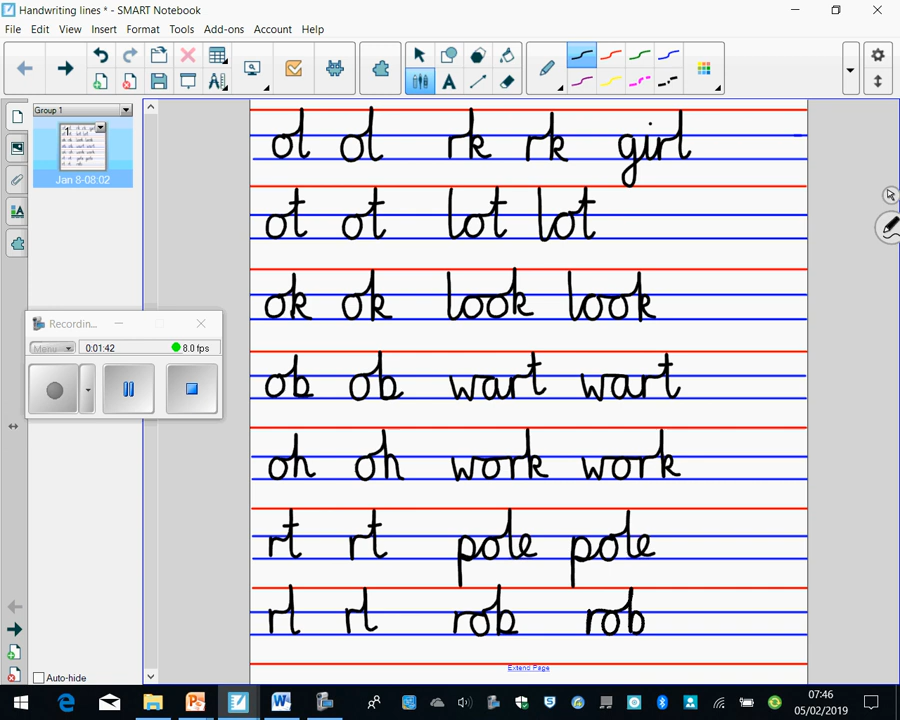 Handwriting lines * - SMART Notebook
File Edit View Insert Format Tools Add-ons Account Help
Group 1
Jan 8-08:02
ol ol rk rk girl
ot ot lot lot
ok ok look look
ob ob wart wart
oh oh work work
rt rt pole pole
rl rl rob rob
Extend Page
Recordin...
Menu
0:01:42
8.0 fps
Auto-hide
07:46
05/02/2019